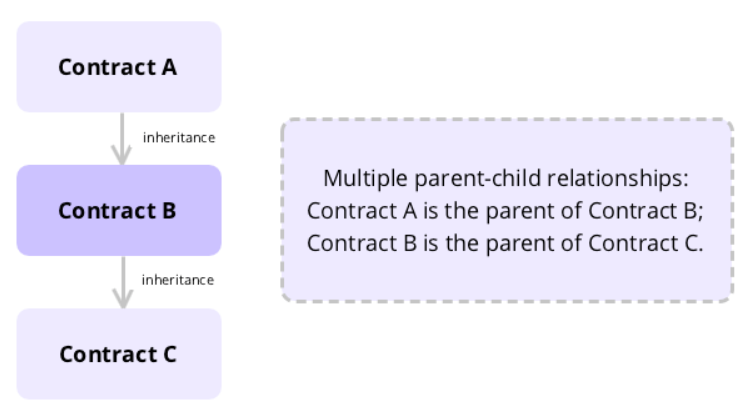 Contract A
inheritance
Contract B
inheritance
Contract C
Multiple parent-child relationships:
Contract A is the parent of Contract B;
Contract B is the parent of Contract C.